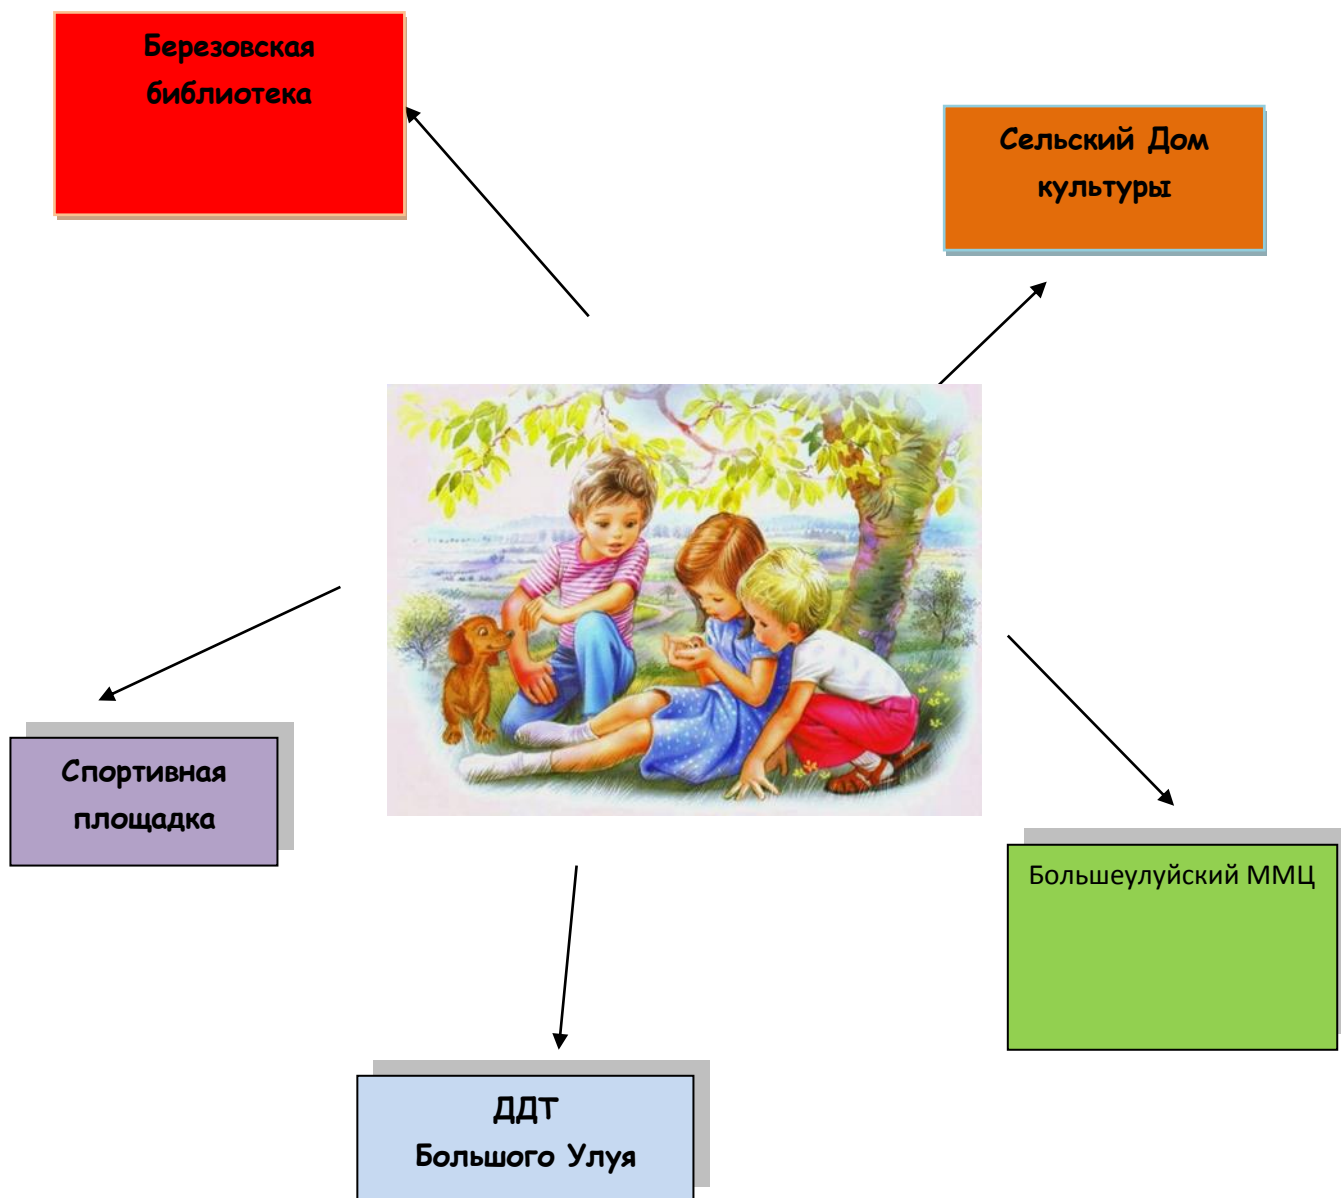 Березовская
библиотека
Сельский Дом
культуры
Спортивная
площадка
Большеулуйский ММЦ
ДДТ
Большого Улуя